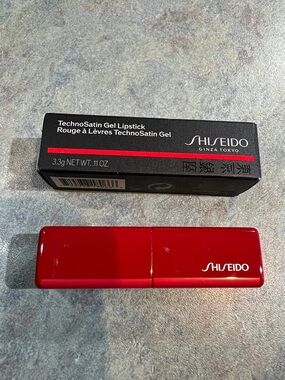 TechnoSatin Gel Lipstick
Rouge à Lèvres TechnoSatin Gel
SHISEIDO
GINZA TOKYO
3.3g NET WT. .11 OZ.
SHISEIDO